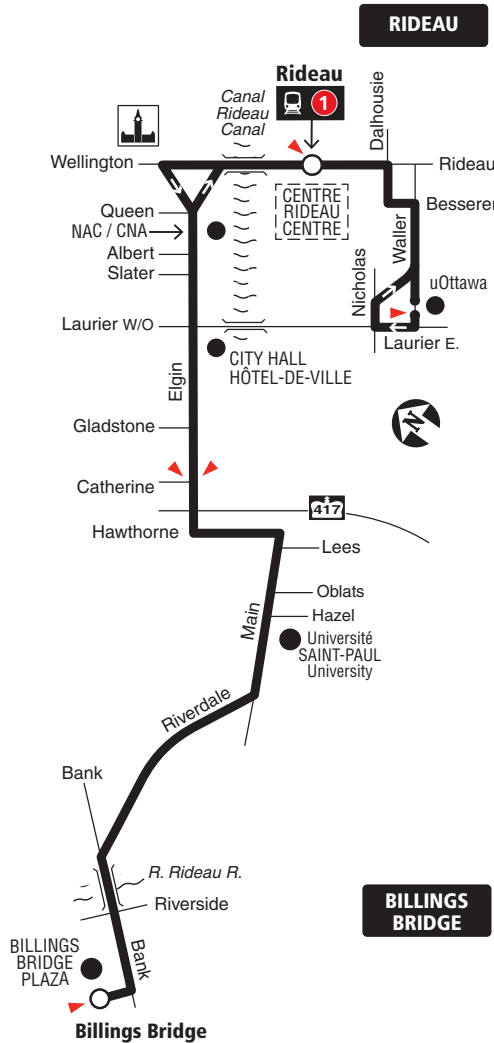 RIDEAU
Rideau
1
Canal
Rideau
Canal
Dalhousie
Wellington
Rideau
CENTRE
RIDEAU
CENTRE
Besserer
Queen
NAC / CNA
Waller
Albert
Slater
Nicholas
uOttawa
Laurier W/O
Laurier E.
CITY HALL
HÔTEL-DE-VILLE
Elgin
N
Gladstone
Catherine
417
Hawthorne
Lees
Oblats
Main
Hazel
Université
SAINT-PAUL
University
Riverdale
Bank
R. Rideau R.
Riverside
BILLINGS
BRIDGE
BILLINGS
BRIDGE
PLAZA
Bank
Billings Bridge